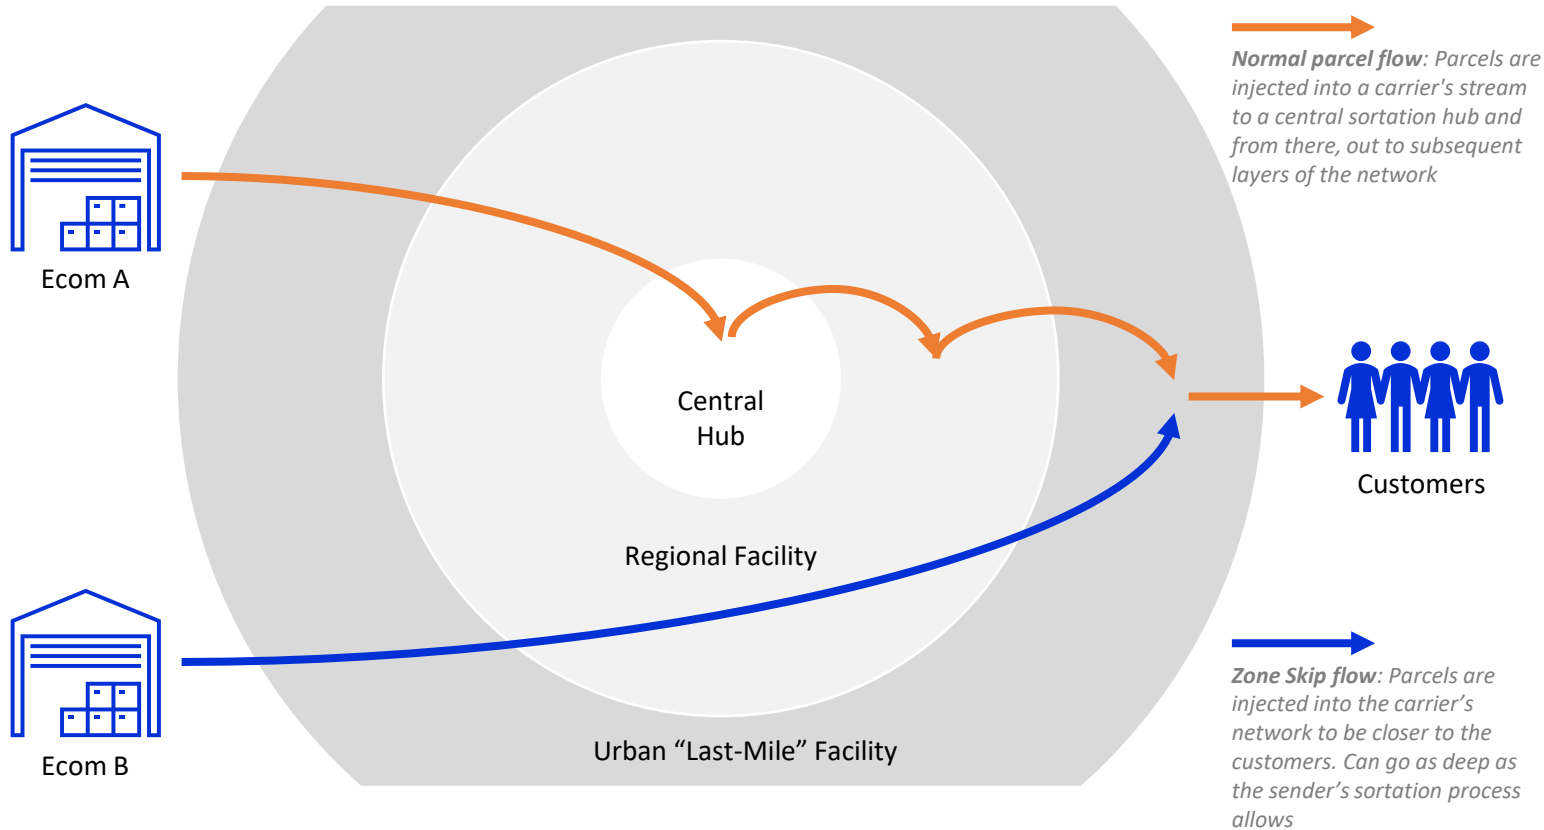 Normal parcel flow: Parcels are
injected into a carrier's stream
to a central sortation hub and
from there, out to subsequent
layers of the network
Ecom A
Central
Hub
Customers
Regional Facility
Urban “Last-Mile” Facility
Ecom B
Zone Skip flow: Parcels are
injected into the carrier’s
network to be closer to the
customers. Can go as deep as
the sender’s sortation process
allows